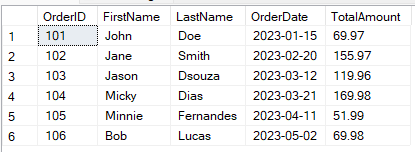 OrderID FirstName LastName OrderDate TotalAmount
1 101 John Doe 2023-01-15 69.97
2 102 Jane Smith 2023-02-20 155.97
3 103 Jason Dsouza 2023-03-12 119.96
4 104 Micky Dias 2023-03-21 169.98
5 105 Minnie Fernandes 2023-04-11 51.99
6 106 Bob Lucas 2023-05-02 69.98